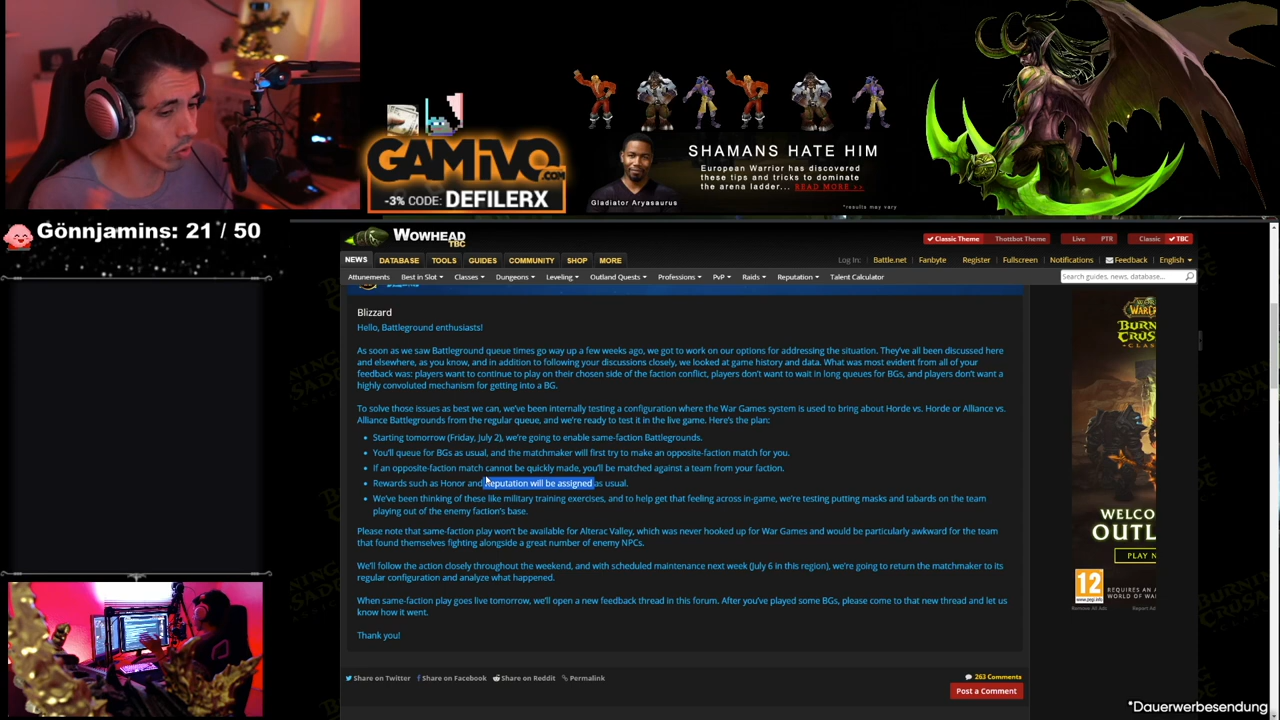 GAMIVO.COM
-3% CODE: DEFILERX
SHAMANS HATE HIM
European Warrior has discovered
these tips and tricks to dominate
the arena ladder... READ MORE >>
Gladiator Aryasaurus
*results may vary
Gönnjamins: 21 / 50
WOWHEAD
TBC
Classic Theme
Thottbot Theme
Live
PTR
Classic
TBC
NEWS
DATABASE
TOOLS
GUIDES
COMMUNITY
SHOP
MORE
Log In:
Battle.net
Fanbyte
Register
Fullscreen
Notifications
Feedback
English
Attunements
Best in Slot
Classes
Dungeons
Leveling
Outland Quests
Professions
PvP
Raids
Reputation
Talent Calculator
Search guides, news, database...
Blizzard
Hello, Battleground enthusiasts!
As soon as we saw Battleground queue times go way up a few weeks ago, we got to work on our options for addressing the situation. They've all been discussed here
and elsewhere, as you know, and in addition to following your discussions closely, we looked at game history and data. What was most evident from all of your
feedback was: players want to continue to play on their chosen side of the faction conflict, players don't want to wait in long queues for BGs, and players don't want a
highly convoluted mechanism for getting into a BG.
To solve those issues as best we can, we've been internally testing a configuration where the War Games system is used to bring about Horde vs. Horde or Alliance vs.
Alliance Battlegrounds from the regular queue, and we're ready to test it in the live game. Here's the plan:
• Starting tomorrow (Friday, July 2), we're going to enable same-faction Battlegrounds.
• You'll queue for BGs as usual, and the matchmaker will first try to make an opposite-faction match for you.
• If an opposite-faction match cannot be quickly made, you'll be matched against a team from your faction.
• Rewards such as Honor and reputation will be assigned as usual.
• We've been thinking of these like military training exercises, and to help get that feeling across in-game, we're testing putting masks and tabards on the team
playing out of the enemy faction's base.
Please note that same-faction play won't be available for Alterac Valley, which was never hooked up for War Games and would be particularly awkward for the team
that found themselves fighting alongside a great number of enemy NPCs.
We'll follow the action closely throughout the weekend, and with scheduled maintenance next week (July 6 in this region), we're going to return the matchmaker to its
regular configuration and analyze what happened.
When same-faction play goes live tomorrow, we'll open a new feedback thread in this forum. After you've played some BGs, please come to that new thread and let us
know how it went.
Thank you!
Share on Twitter
Share on Facebook
Share on Reddit
Permalink
263 Comments
Post a Comment
BURN
CLAS
WELCO
OUTL
PLAY N
12
REQUIRES AN
WORLD OF WA
Remove All Ads
Report Ad
*Dauerwerbesendung